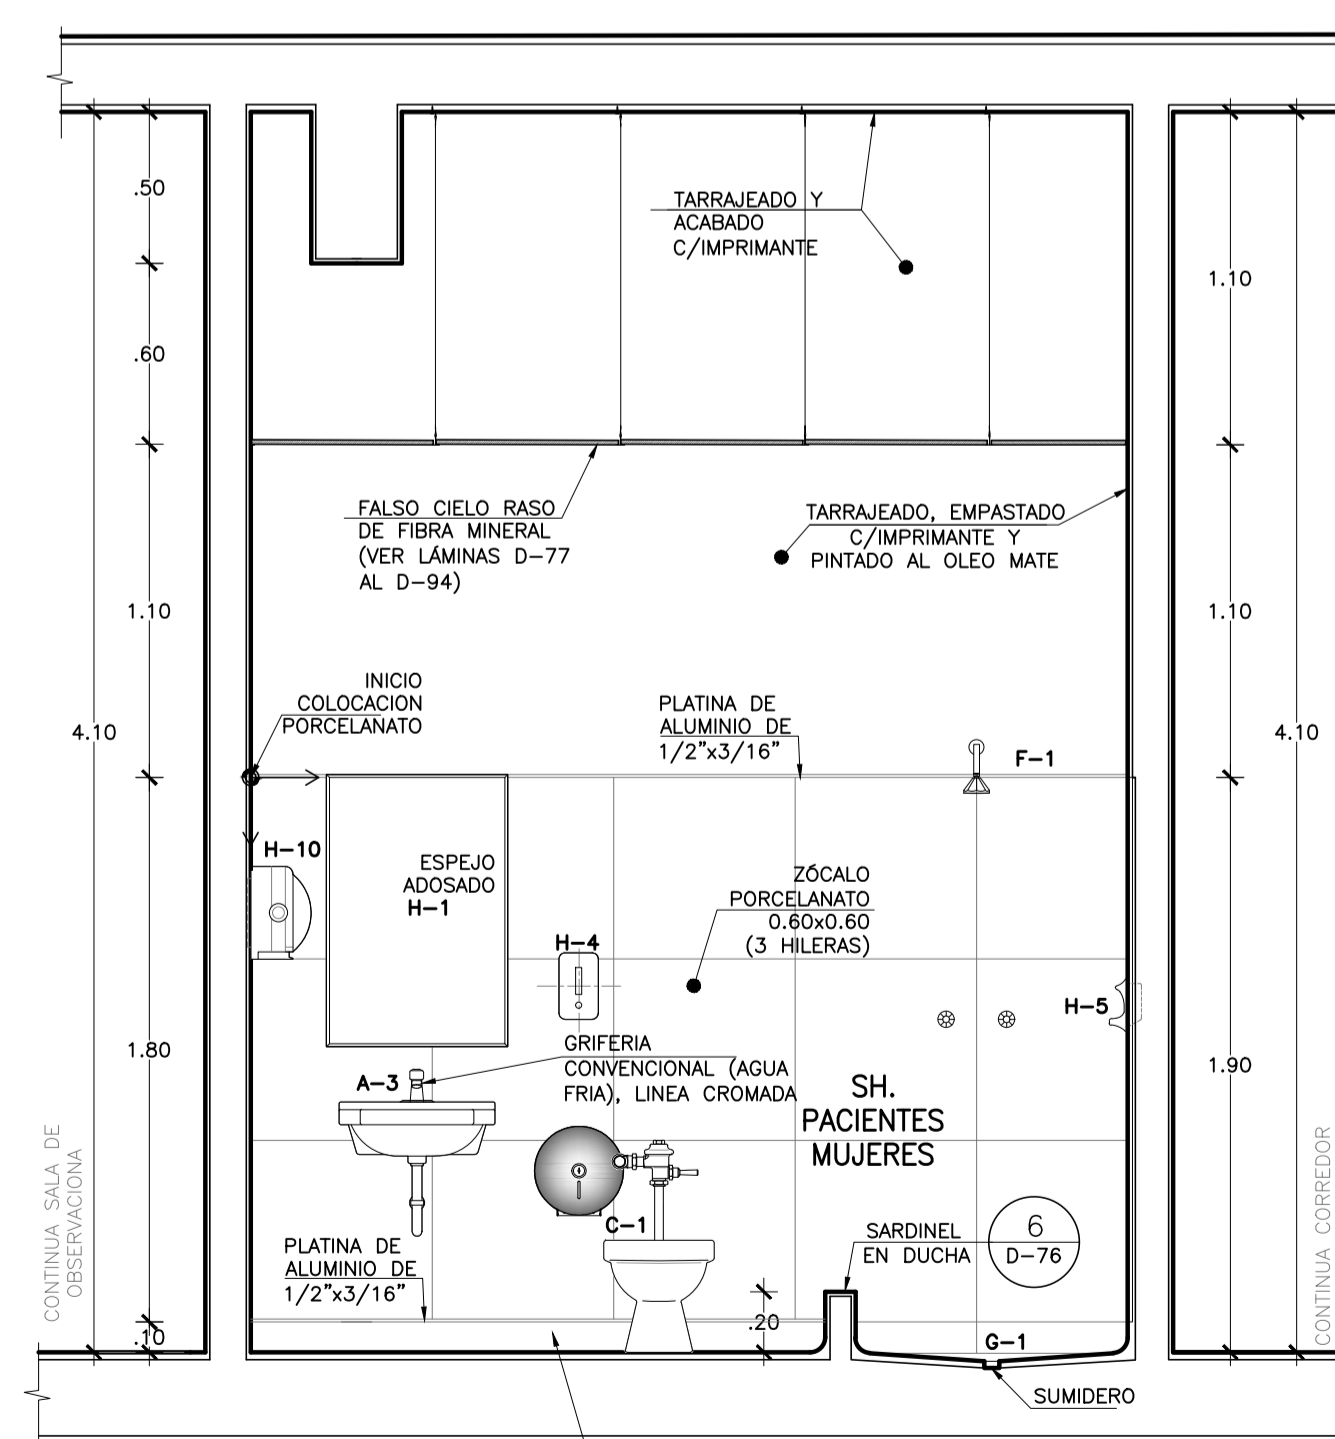 .50
.60
1.10
4.10
1.80
.10
CONTINUA SALA DE
OBSERVACIONA
TARRAJEADO Y
ACABADO
C/IMPRIMANTE
FALSO CIELO RASO
DE FIBRA MINERAL
(VER LÁMINAS D-77
AL D-94)
TARRAJEADO, EMPASTADO
C/IMPRIMANTE Y
PINTADO AL OLEO MATE
INICIO
COLOCACION
PORCELANATO
PLATINA DE
ALUMINIO DE
1/2"x3/16"
F-1
H-10
ESPEJO
ADOSADO
H-1
ZÓCALO
PORCELANATO
0.60x0.60
(3 HILERAS)
H-4
H-5
GRIFERIA
CONVENCIONAL (AGUA
FRIA), LINEA CROMADA
A-3
SH.
PACIENTES
MUJERES
C-1
PLATINA DE
ALUMINIO DE
1/2"x3/16"
SARDINEL
EN DUCHA
6
D-76
.20
G-1
SUMIDERO
1.10
1.10
4.10
1.90
CONTINUA CORREDOR